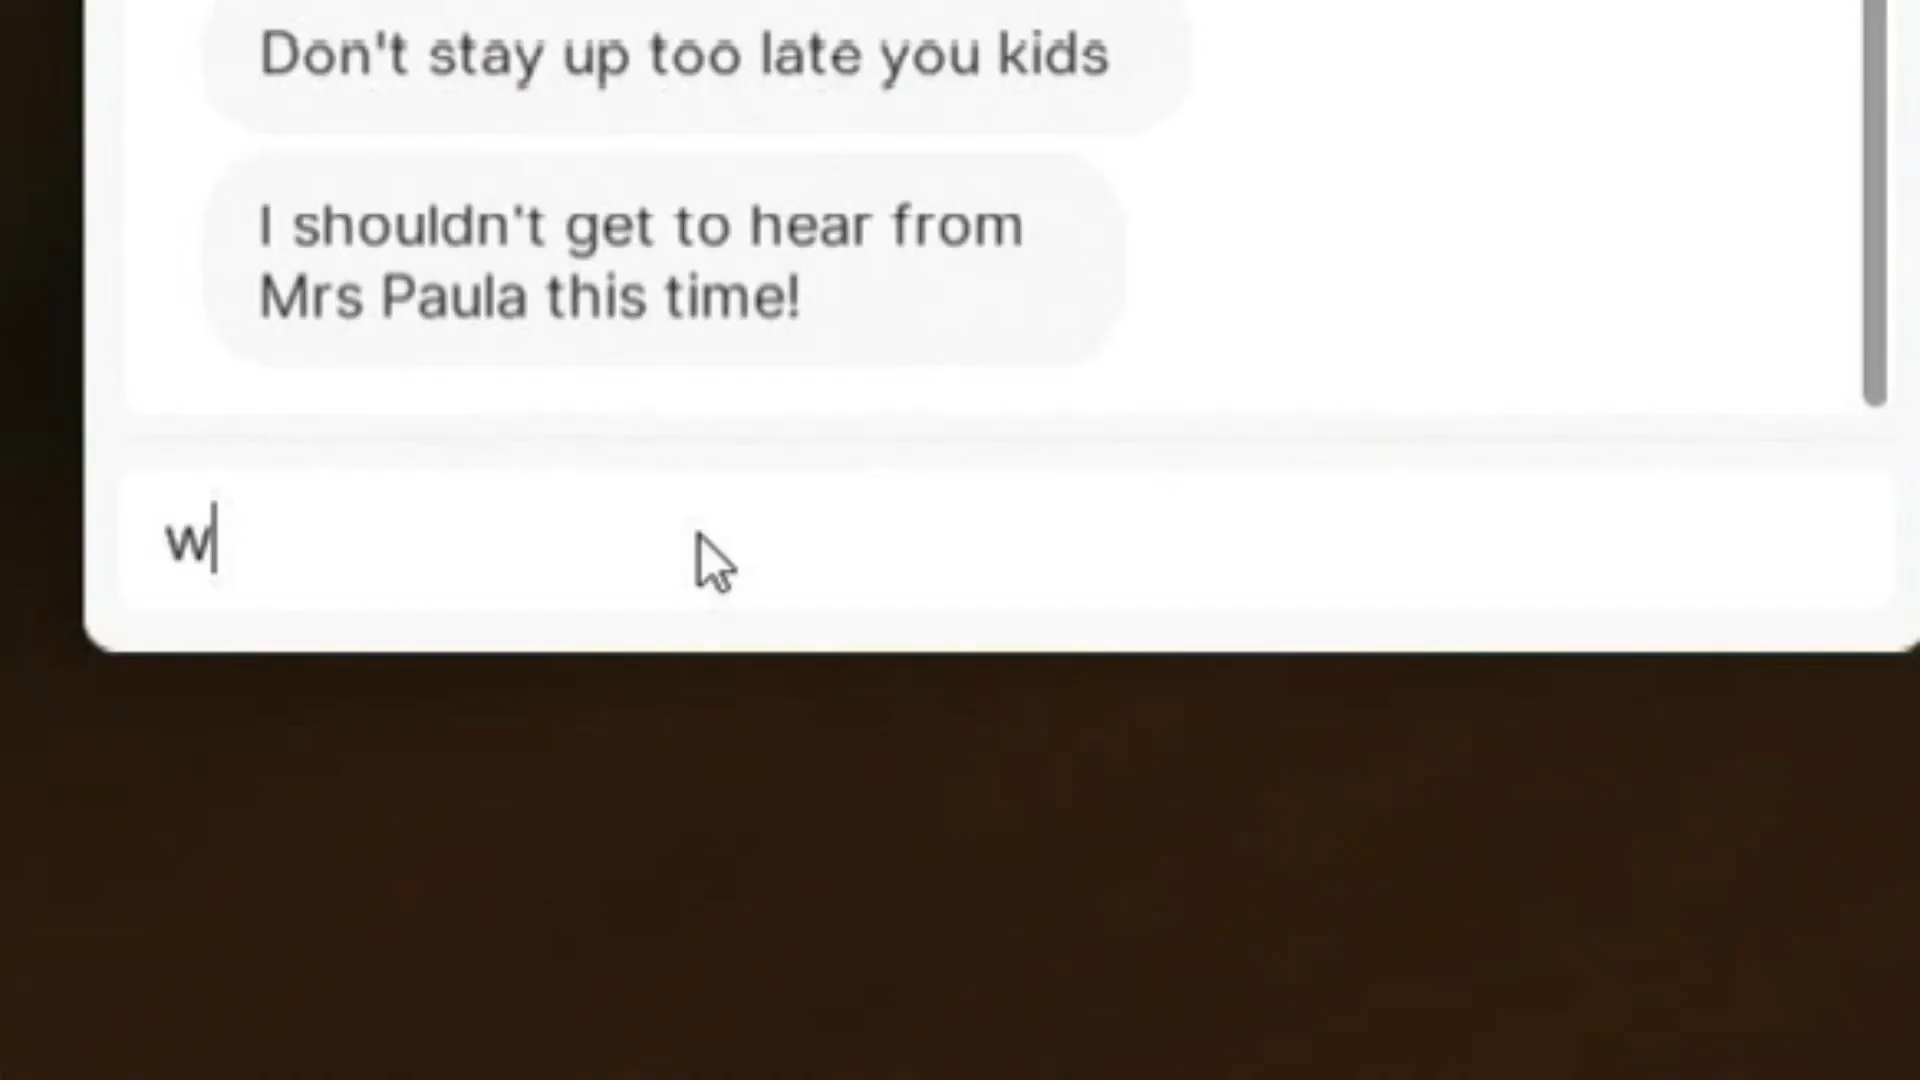 Don't stay up too late you kids
I shouldn't get to hear from
Mrs Paula this time!
w